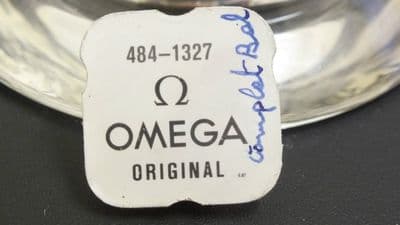 484-1327
Ω
OMEGA
ORIGINAL
Complet Bal